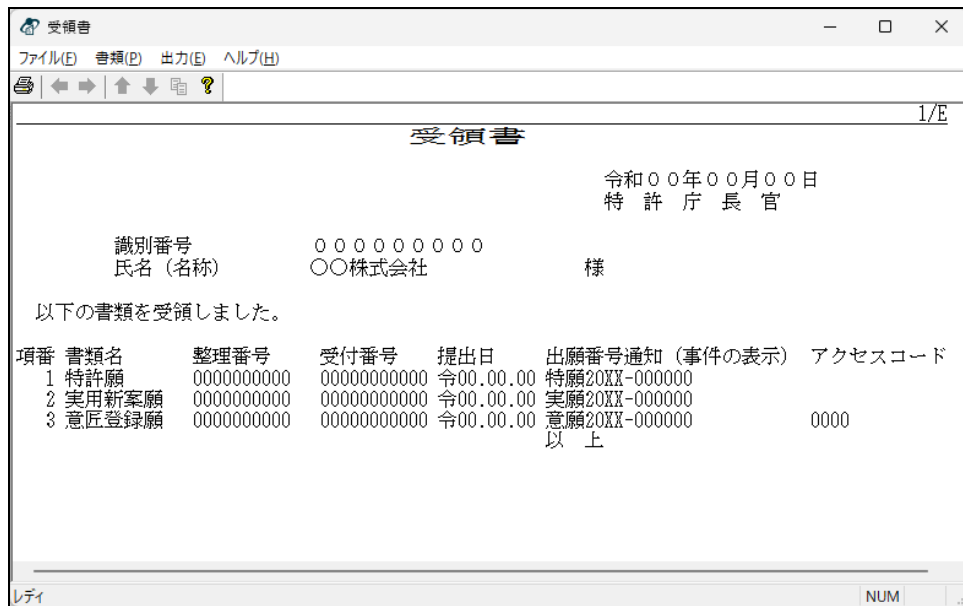 受領書
ファイル(F) 書類(P) 出力(E) ヘルプ(H)
1/E
受領書
令和００年００月００日
特 許 庁 長 官
識別番号 ０００００００００
氏名（名称） 〇〇株式会社 様
以下の書類を受領しました。
項番 書類名 整理番号 受付番号 提出日 出願番号通知（事件の表示） アクセスコード
1 特許願 0000000000 00000000000 令00.00.00 特願20XX-000000
2 実用新案願 0000000000 00000000000 令00.00.00 実願20XX-000000
3 意匠登録願 0000000000 00000000000 令00.00.00 意願20XX-000000 0000
以 上
レディ NUM